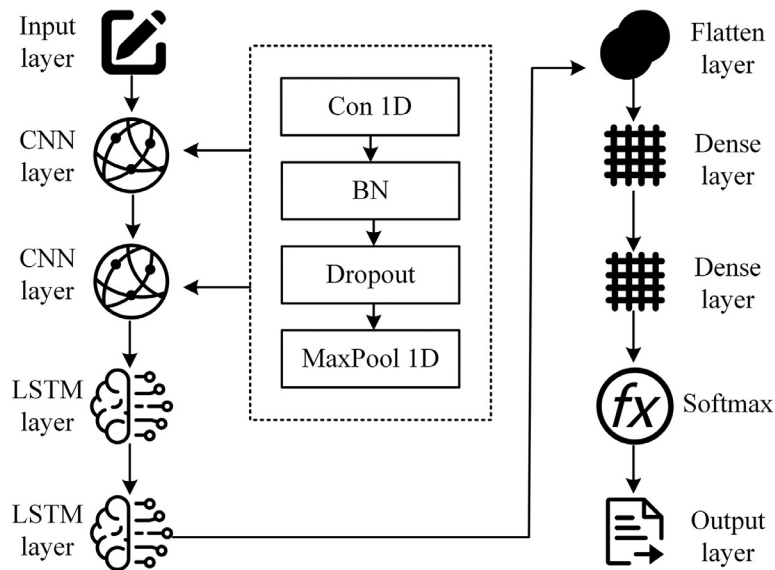 Input
layer
CNN
layer
CNN
layer
LSTM
layer
LSTM
layer
Con 1D
BN
Dropout
MaxPool 1D
Flatten
layer
Dense
layer
Dense
layer
fx
Softmax
Output
layer